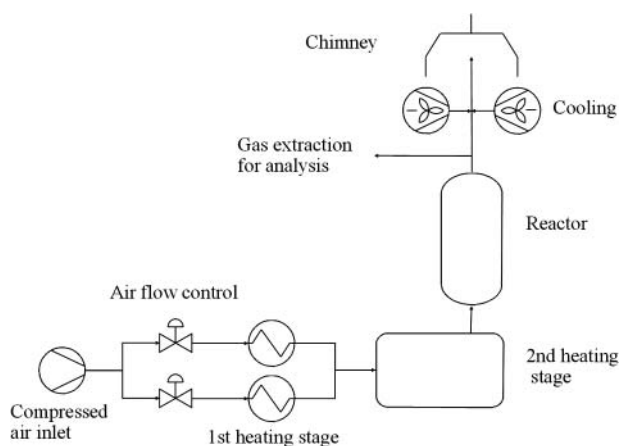 Chimney
Cooling
Gas extraction
for analysis
Reactor
Air flow control
2nd heating
stage
Compressed
air inlet
1st heating stage